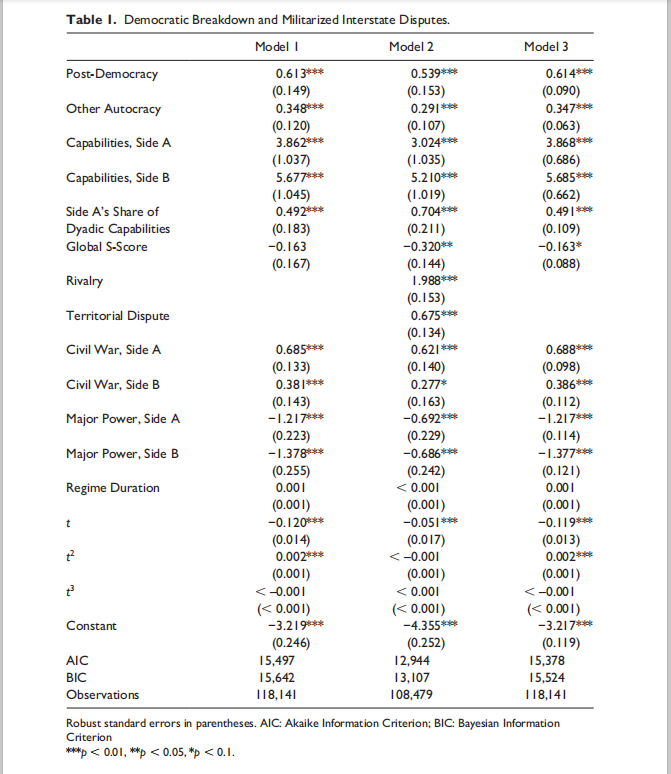 Table 1. Democratic Breakdown and Militarized Interstate Disputes.
Model 1 Model 2 Model 3
Post-Democracy 0.613*** 0.539*** 0.614***
(0.149) (0.153) (0.090)
Other Autocracy 0.348*** 0.291*** 0.347***
(0.120) (0.107) (0.063)
Capabilities, Side A 3.862*** 3.024*** 3.868***
(1.037) (1.035) (0.686)
Capabilities, Side B 5.677*** 5.210*** 5.685***
(1.045) (1.019) (0.662)
Side A's Share of 0.492*** 0.704*** 0.491***
Dyadic Capabilities (0.183) (0.211) (0.109)
Global S-Score −0.163 −0.320** −0.163*
(0.167) (0.144) (0.088)
Rivalry 1.988***
(0.153)
Territorial Dispute 0.675***
(0.134)
Civil War, Side A 0.685*** 0.621*** 0.688***
(0.133) (0.140) (0.098)
Civil War, Side B 0.381*** 0.277* 0.386***
(0.143) (0.163) (0.112)
Major Power, Side A −1.217*** −0.692*** −1.217***
(0.223) (0.229) (0.114)
Major Power, Side B −1.378*** −0.686*** −1.377***
(0.255) (0.242) (0.121)
Regime Duration 0.001 < 0.001 0.001
(0.001) (0.001) (0.001)
t −0.120*** −0.051*** −0.119***
(0.014) (0.017) (0.013)
t² 0.002*** < −0.001 0.002***
(0.001) (0.001) (0.001)
t³ < −0.001 < 0.001 < −0.001
(< 0.001) (< 0.001) (< 0.001)
Constant −3.219*** −4.355*** −3.217***
(0.246) (0.252) (0.119)
AIC 15,497 12,944 15,378
BIC 15,642 13,107 15,524
Observations 118,141 108,479 118,141
Robust standard errors in parentheses. AIC: Akaike Information Criterion; BIC: Bayesian Information
Criterion
***p < 0.01, **p < 0.05, *p < 0.1.